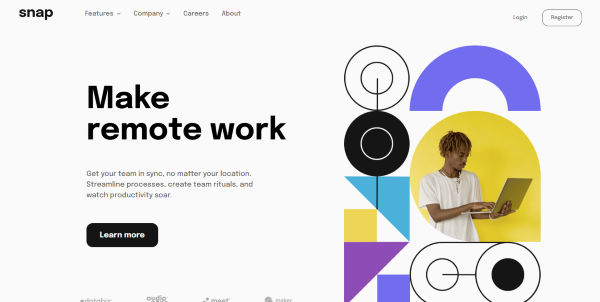 snap
Features
Company
Careers
About
Login
Register
Make
remote work
Get your team in sync, no matter your location.
Streamline processes, create team rituals, and
watch productivity soar.
Learn more
databiz
audio
meet
maker